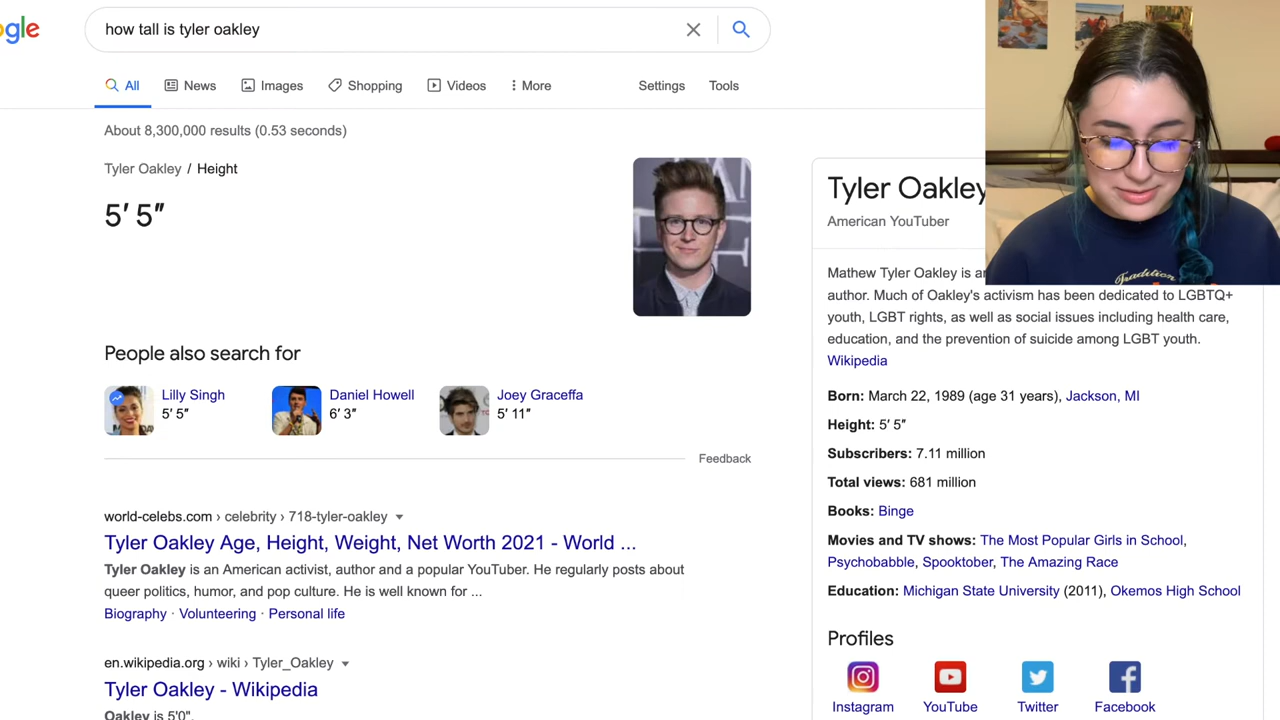 ogle
how tall is tyler oakley
All News Images Shopping Videos More Settings Tools
About 8,300,000 results (0.53 seconds)
Tyler Oakley / Height
5′ 5″
People also search for
Lilly Singh
5′ 5″
Daniel Howell
6′ 3″
Joey Graceffa
5′ 11″
Feedback
world-celebs.com › celebrity › 718-tyler-oakley
Tyler Oakley Age, Height, Weight, Net Worth 2021 - World ...
Tyler Oakley is an American activist, author and a popular YouTuber. He regularly posts about
queer politics, humor, and pop culture. He is well known for ...
Biography · Volunteering · Personal life
en.wikipedia.org › wiki › Tyler_Oakley
Tyler Oakley - Wikipedia
Oakley is 5'0".
Tyler Oakley
American YouTuber
Mathew Tyler Oakley is an
author. Much of Oakley's activism has been dedicated to LGBTQ+
youth, LGBT rights, as well as social issues including health care,
education, and the prevention of suicide among LGBT youth.
Wikipedia
Born: March 22, 1989 (age 31 years), Jackson, MI
Height: 5′ 5″
Subscribers: 7.11 million
Total views: 681 million
Books: Binge
Movies and TV shows: The Most Popular Girls in School,
Psychobabble, Spooktober, The Amazing Race
Education: Michigan State University (2011), Okemos High School
Profiles
Instagram YouTube Twitter Facebook
Tradition